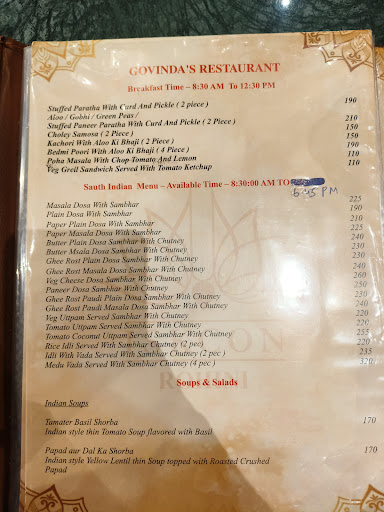 GOVINDA'S RESTAURANT
Breakfast Time – 8:30 AM To 12:30 PM
Stuffed Paratha With Curd And Pickle ( 2 piece ) 190
Aloo / Gobhi / Green Peas /
Stuffed Paneer Paratha With Curd And Pickle ( 2 piece ) 210
Choley Samosa ( 2 Piece ) 150
Kachori With Aloo Ki Bhaji ( 2 Piece ) 150
Bedmi Poori With Aloo Ki Bhaji ( 4 Piece ) 190
Poha Masala With Chop Tomato And Lemon 110
Veg Greil Sandwich Served With Tomato Ketchup 110
Sauth Indian Menu – Available Time – 8:30:00 AM TO
6:45 PM
Masala Dosa With Sambhar 225
Plain Dosa With Sambhar 190
Paper Plain Dosa With Sambhar 210
Paper Masala Dosa With Sambhar 225
Butter Plain Dosa Sambhar With Chutney 240
Butter Msala Dosa Sambhar With Chutney 230
Ghee Rost Plain Dosa Sambhar With Chutney 240
Ghee Rost Masala Dosa Sambhar With Chutney 230
Veg Cheese Dosa Sambhar With Chutney 260
Paneer Dosa Sambhar With Chutney 250
Ghee Rost Paudi Plain Dosa Sambhar With Chutney
Ghee Rost Paudi Masala Dosa Sambhar With Chutney
Veg Uttpam Served Sambhar With Chutney
Tomato Uttpam Served Sambhar With Chutney
Tomato Coconut Uttpam Served Sambhar With Chutney
Rice Idli Served With Sambhar Chutney (2 pec)
Idli With Vada Served With Sambhar Chutney (2 pec ) 235
Medu Vada Served With Sambhar Chutney (4 pec ) 320
ROHINI
Soups & Salads
Indian Soups
Tumater Basil Shorba 170
Indian style thin Tomato Soup flavored with Basil
Papad aur Dal Ka Shorba 170
Indian style Yellow Lentil thin Soup topped with Roasted Crushed
Papad